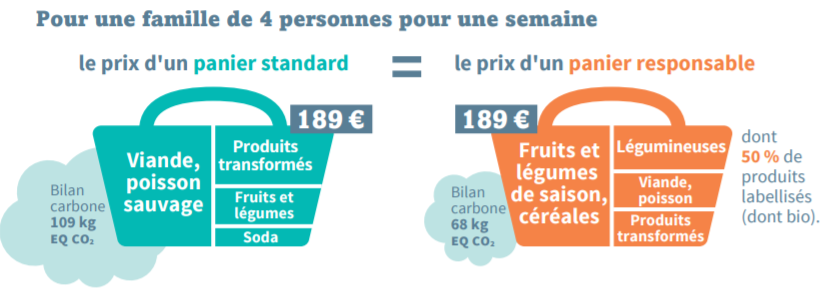 Pour une famille de 4 personnes pour une semaine
le prix d'un panier standard
=
le prix d'un panier responsable
189 €
Viande,
poisson
sauvage
Produits
transformés
Fruits et
légumes
Soda
Bilan
carbone
109 kg
EQ CO₂
189 €
Fruits et
légumes
de saison,
céréales
Légumineuses
Viande,
poisson
Produits
transformés
Bilan
carbone
68 kg
EQ CO₂
dont
50 % de
produits
labellisés
(dont bio).